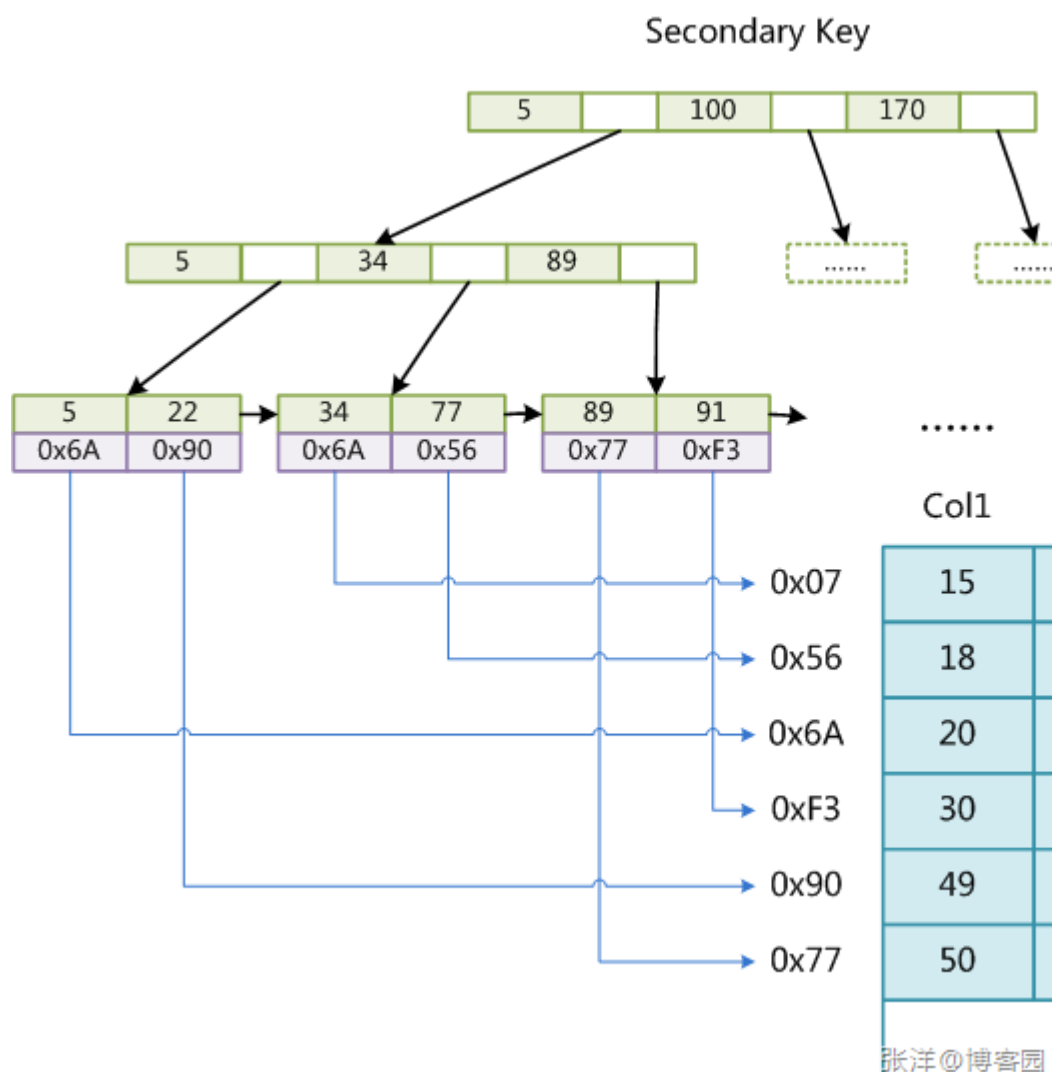 Secondary Key
5 100 170
5 34 89
...... ......
5 22 34 77 89 91
0x6A 0x90 0x6A 0x56 0x77 0xF3
......
Col1
0x07 15
0x56 18
0x6A 20
0xF3 30
0x90 49
0x77 50
张洋@博客园